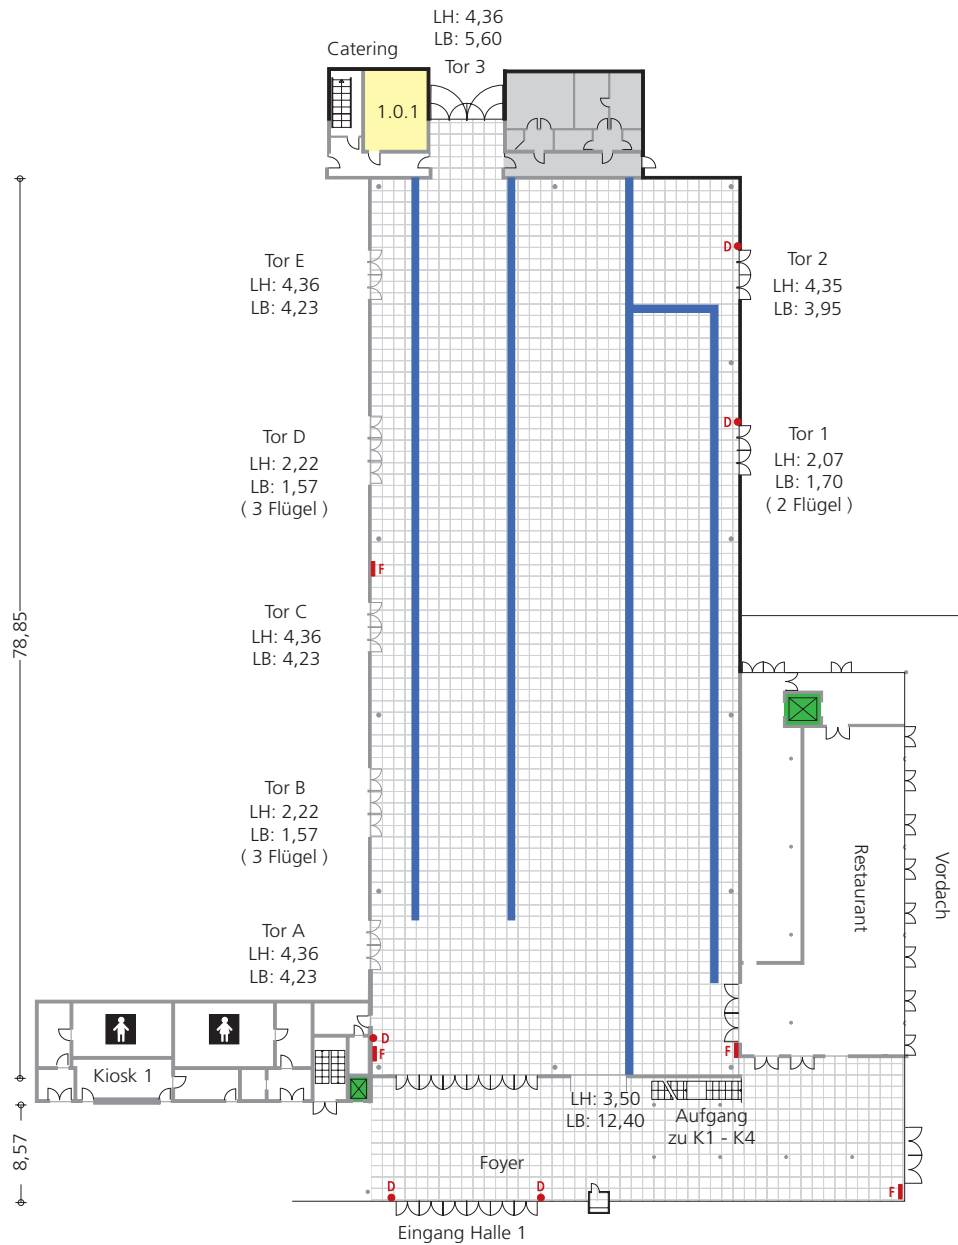 LH: 4,36
LB: 5,60
Tor 3
Catering
1.0.1
D
Tor E
LH: 4,36
LB: 4,23
Tor 2
LH: 4,35
LB: 3,95
D
Tor D
LH: 2,22
LB: 1,57
( 3 Flügel )
Tor 1
LH: 2,07
LB: 1,70
( 2 Flügel )
F
Tor C
LH: 4,36
LB: 4,23
78,85
Tor B
LH: 2,22
LB: 1,57
( 3 Flügel )
Restaurant
Vordach
Tor A
LH: 4,36
LB: 4,23
D
F
F
Kiosk 1
LH: 3,50
LB: 12,40
Aufgang
zu K1 - K4
8,57
Foyer
D
D
F
Eingang Halle 1